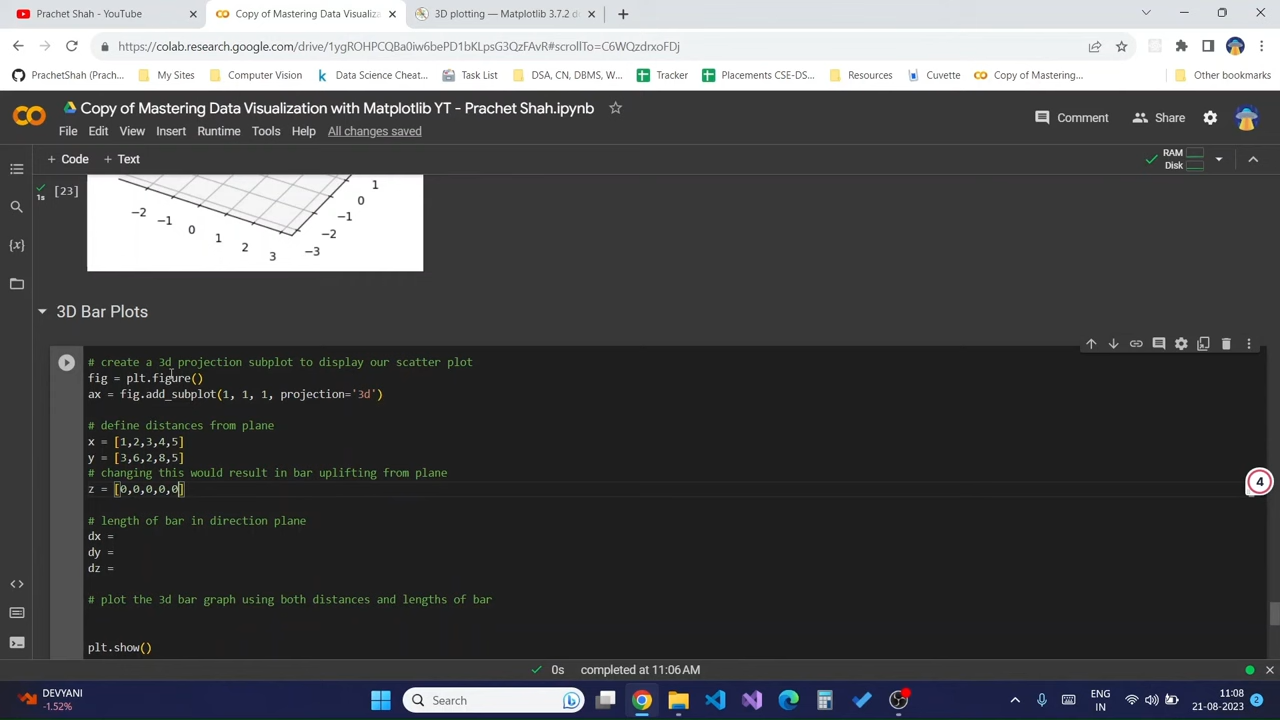 Prachet Shah - YouTube
Copy of Mastering Data Visualiza
3D plotting — Matplotlib 3.7.2 d
https://colab.research.google.com/drive/1ygROHPCQBa0iw6bePD1bKLpsG3QzFAvR#scrollTo=C6WQzdrxoFDj
PrachetShah (Prach...
My Sites
Computer Vision
Data Science Cheat...
Task List
DSA, CN, DBMS, W...
Tracker
Placements CSE-DS...
Resources
Cuvette
Copy of Mastering...
Other bookmarks
Copy of Mastering Data Visualization with Matplotlib YT - Prachet Shah.ipynb
Comment
Share
File Edit View Insert Runtime Tools Help All changes saved
+ Code + Text
RAM
Disk
1s
[23]
−2 −1 0 1 2 3
−3 −2 −1 0 1
3D Bar Plots
# create a 3d projection subplot to display our scatter plot
fig = plt.figure()
ax = fig.add_subplot(1, 1, 1, projection='3d')
# define distances from plane
x = [1,2,3,4,5]
y = [3,6,2,8,5]
# changing this would result in bar uplifting from plane
z = [0,0,0,0,0]
4
# length of bar in direction plane
dx =
dy =
dz =
# plot the 3d bar graph using both distances and lengths of bar
plt.show()
0s completed at 11:06AM
DEVYANI
-1.52%
Search
ENG
IN
11:08
21-08-2023
2